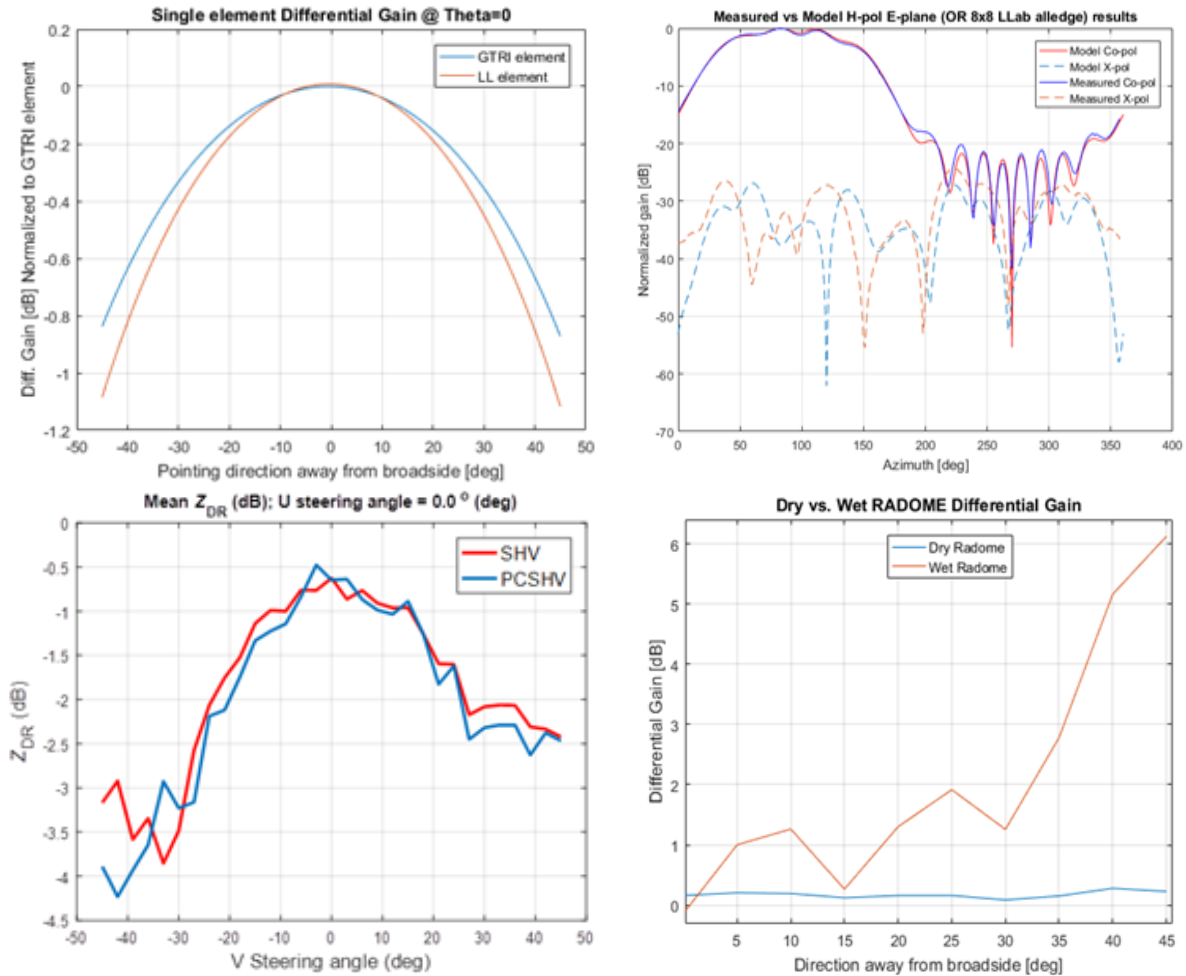 Single element Differential Gain @ Theta=0
Diff. Gain [dB] Normalized to GTRI element
0.2
0
-0.2
-0.4
-0.6
-0.8
-1
-1.2
GTRI element
LL element
-50 -40 -30 -20 -10 0 10 20 30 40 50
Pointing direction away from broadside [deg]
Measured vs Model H-pol E-plane (OR 8x8 LLab alledge) results
Normalized gain [dB]
0
-10
-20
-30
-40
-50
-60
-70
Model Co-pol
Model X-pol
Measured Co-pol
Measured X-pol
0 50 100 150 200 250 300 350 400
Azimuth [deg]
Mean Z_DR (dB); U steering angle = 0.0 ° (deg)
Z_DR (dB)
0
-0.5
-1
-1.5
-2
-2.5
-3
-3.5
-4
-4.5
SHV
PCSHV
-50 -40 -30 -20 -10 0 10 20 30 40 50
V Steering angle (deg)
Dry vs. Wet RADOME Differential Gain
Differential Gain [dB]
6
5
4
3
2
1
0
Dry Radome
Wet Radome
5 10 15 20 25 30 35 40 45
Direction away from broadside [deg]